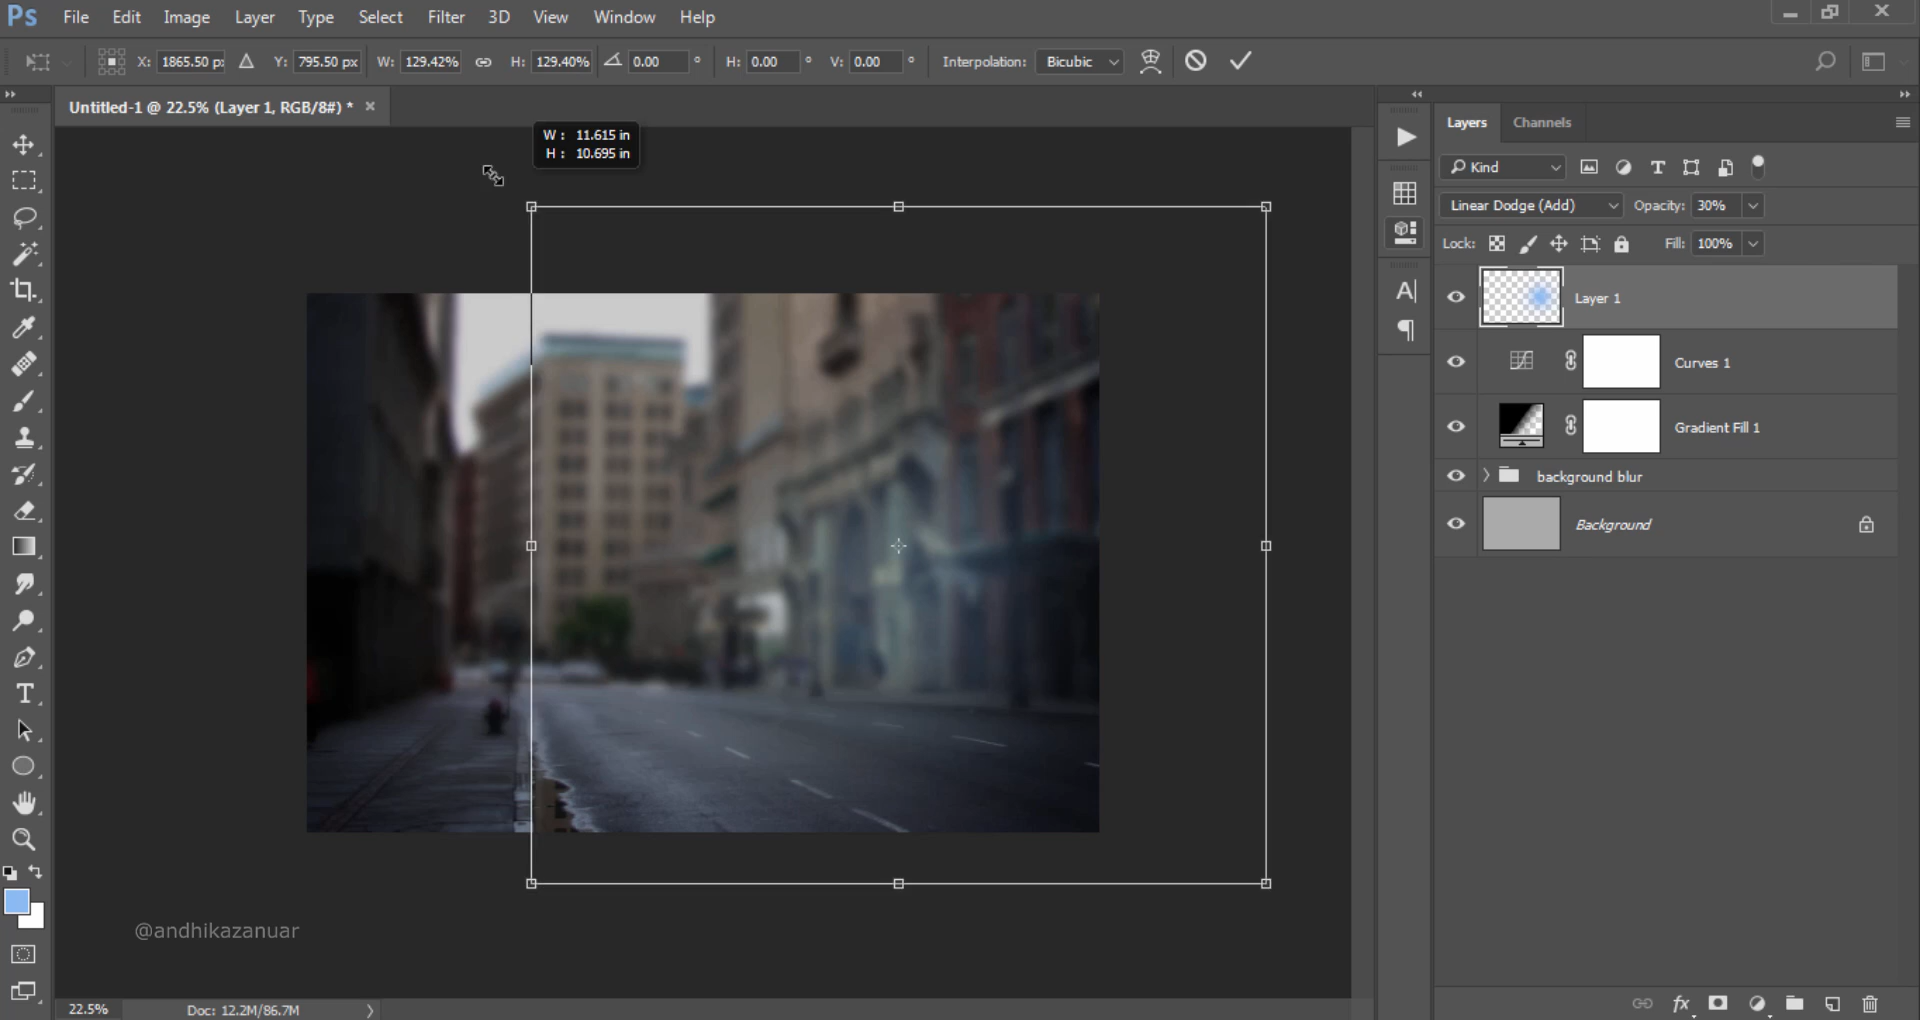 Ps File Edit Image Layer Type Select Filter 3D View Window Help
X: 1865.50 p Y: 795.50 px W: 129.42% H: 129.40% 0.00 ° H: 0.00 ° V: 0.00 ° Interpolation: Bicubic
Untitled-1 @ 22.5% (Layer 1, RGB/8#) *
W : 11.615 in
H : 10.695 in
Layers Channels
Kind
Linear Dodge (Add) Opacity: 30%
Lock: Fill: 100%
Layer 1
Curves 1
Gradient Fill 1
background blur
Background
@andhikazanuar
22.5% Doc: 12.2M/86.7M